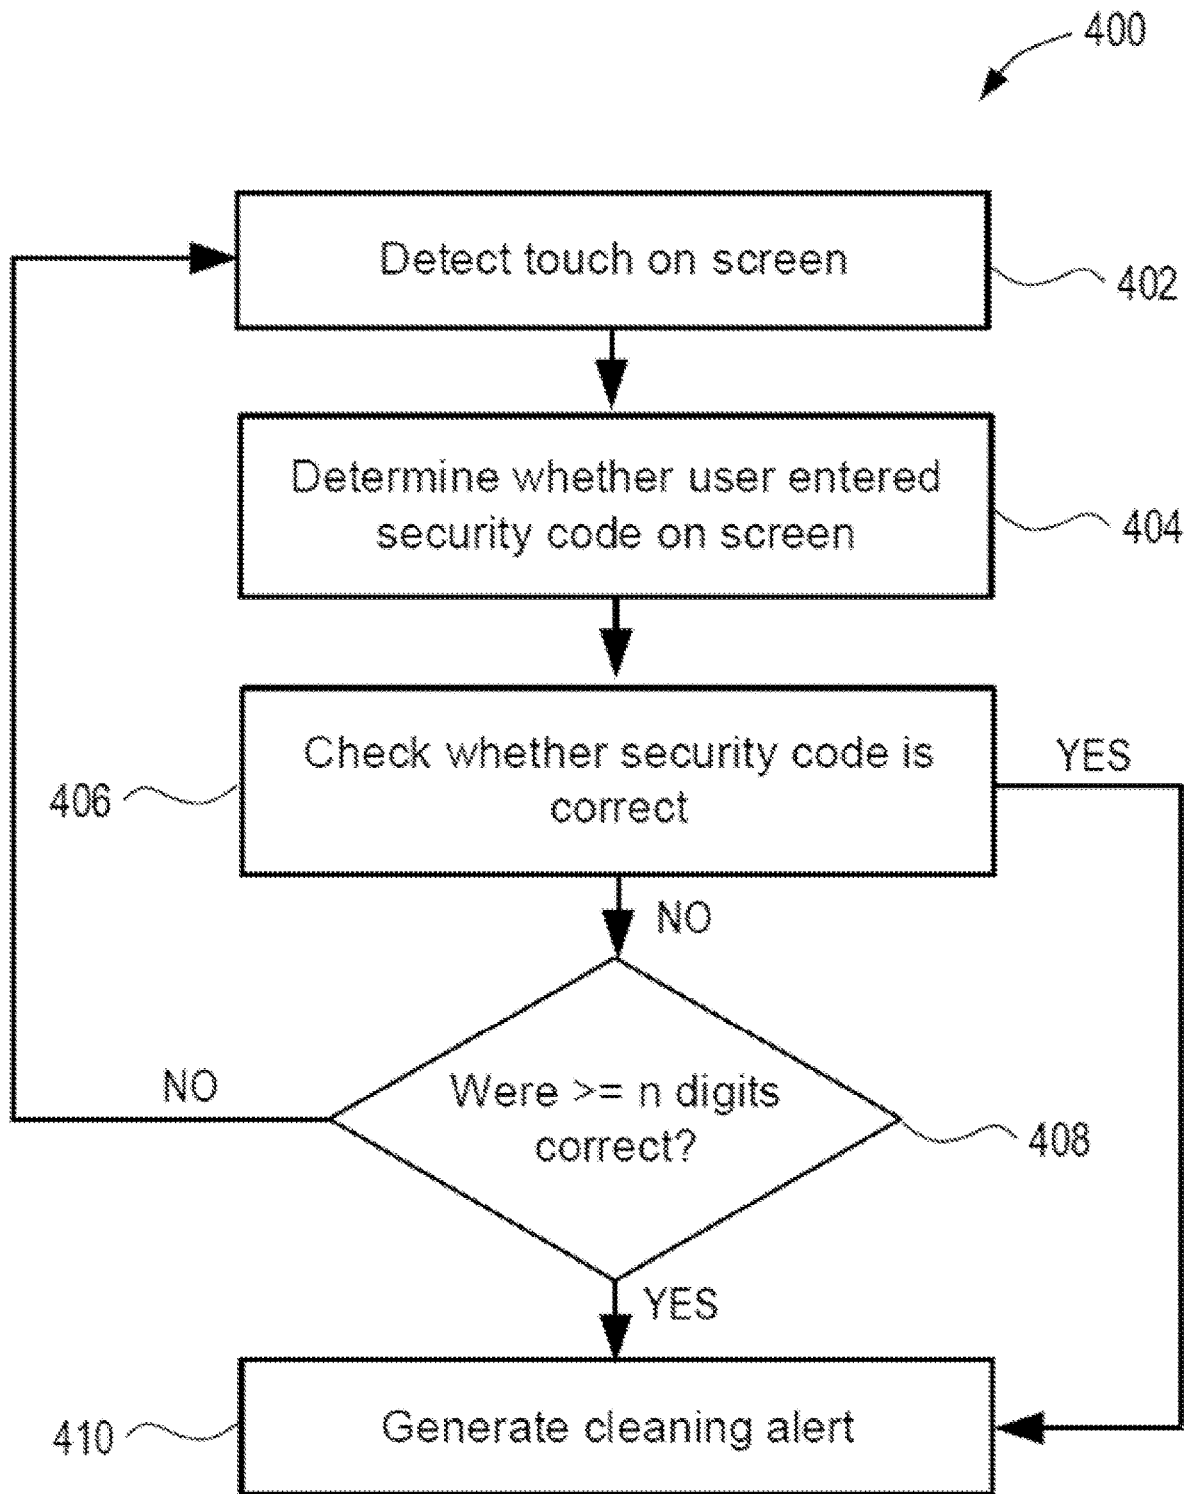 400
Detect touch on screen
402
Determine whether user entered
security code on screen
404
Check whether security code is
correct
YES
406
NO
Were >= n digits
correct?
NO
408
YES
Generate cleaning alert
410